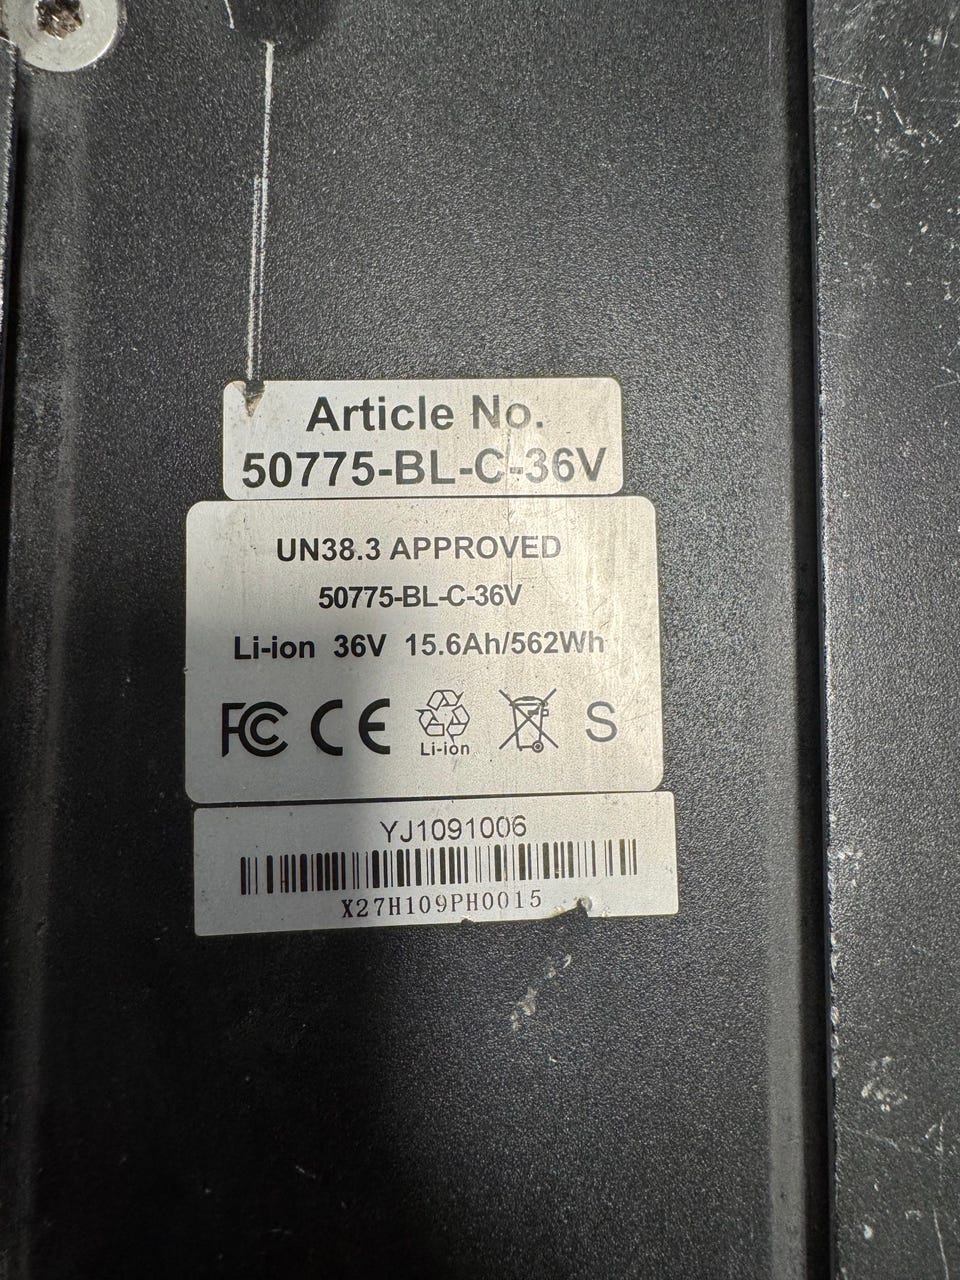 Article No.
50775-BL-C-36V
UN38.3 APPROVED
50775-BL-C-36V
Li-ion 36V 15.6Ah/562Wh
FC CE Li-ion S
YJ1091006
X27H109PH0015